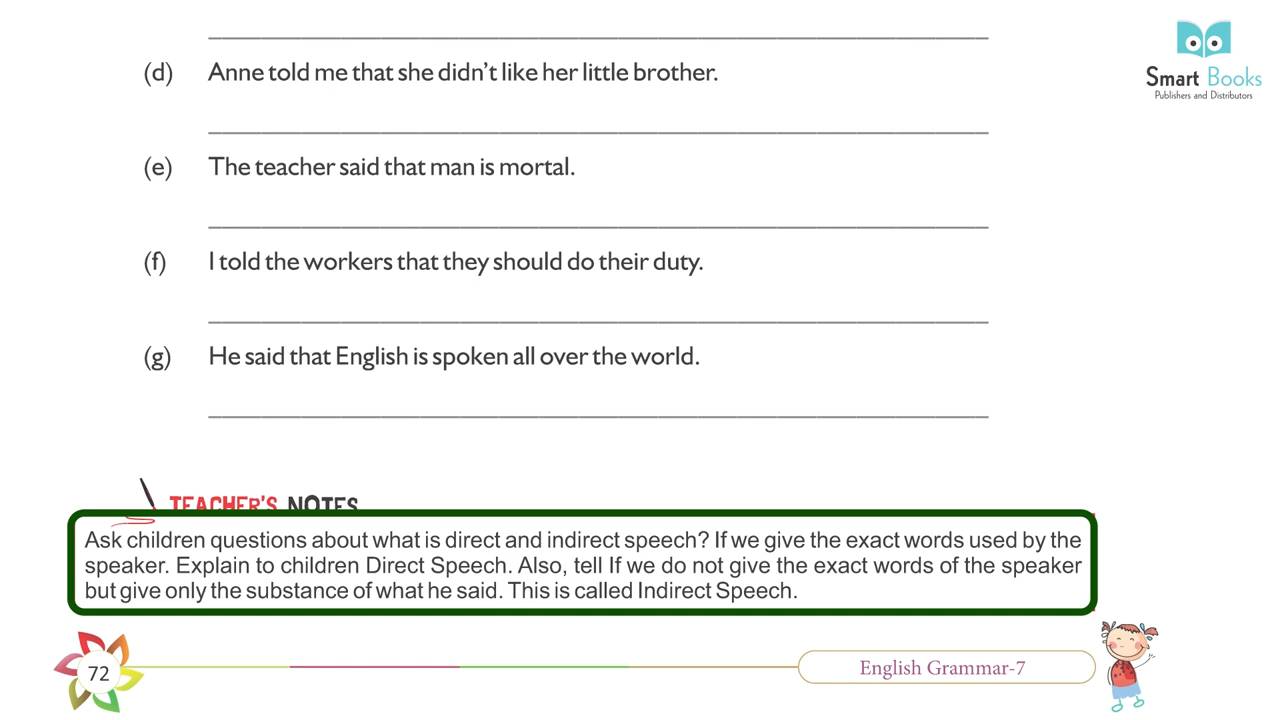 Smart Books
Publishers and Distributors
(d) Anne told me that she didn't like her little brother.
(e) The teacher said that man is mortal.
(f) I told the workers that they should do their duty.
(g) He said that English is spoken all over the world.
TEACHER'S NOTES
Ask children questions about what is direct and indirect speech? If we give the exact words used by the
speaker. Explain to children Direct Speech. Also, tell If we do not give the exact words of the speaker
but give only the substance of what he said. This is called Indirect Speech.
72
English Grammar-7